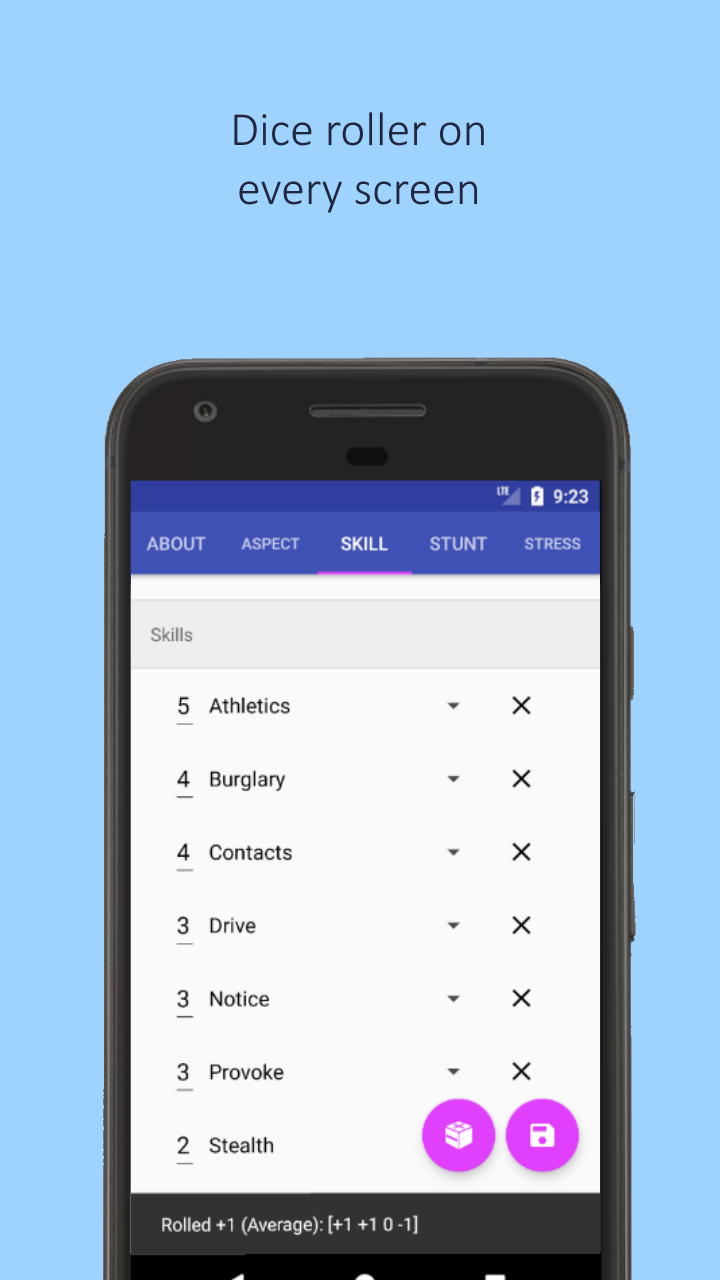 Dice roller on
every screen
LTE 9:23
ABOUT ASPECT SKILL STUNT STRESS
Skills
5 Athletics
4 Burglary
4 Contacts
3 Drive
3 Notice
3 Provoke
2 Stealth
Rolled +1 (Average): [+1 +1 0 -1]